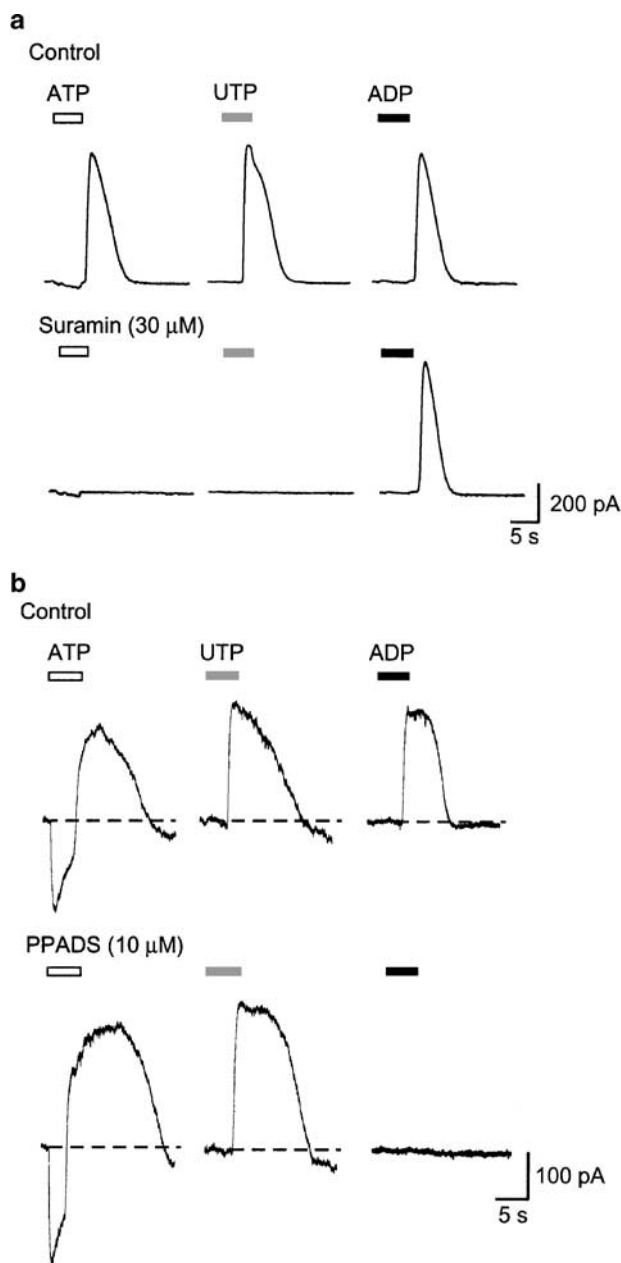 a
Control
ATP UTP ADP
Suramin (30 μM)
200 pA
5 s
b
Control
ATP UTP ADP
PPADS (10 μM)
100 pA
5 s